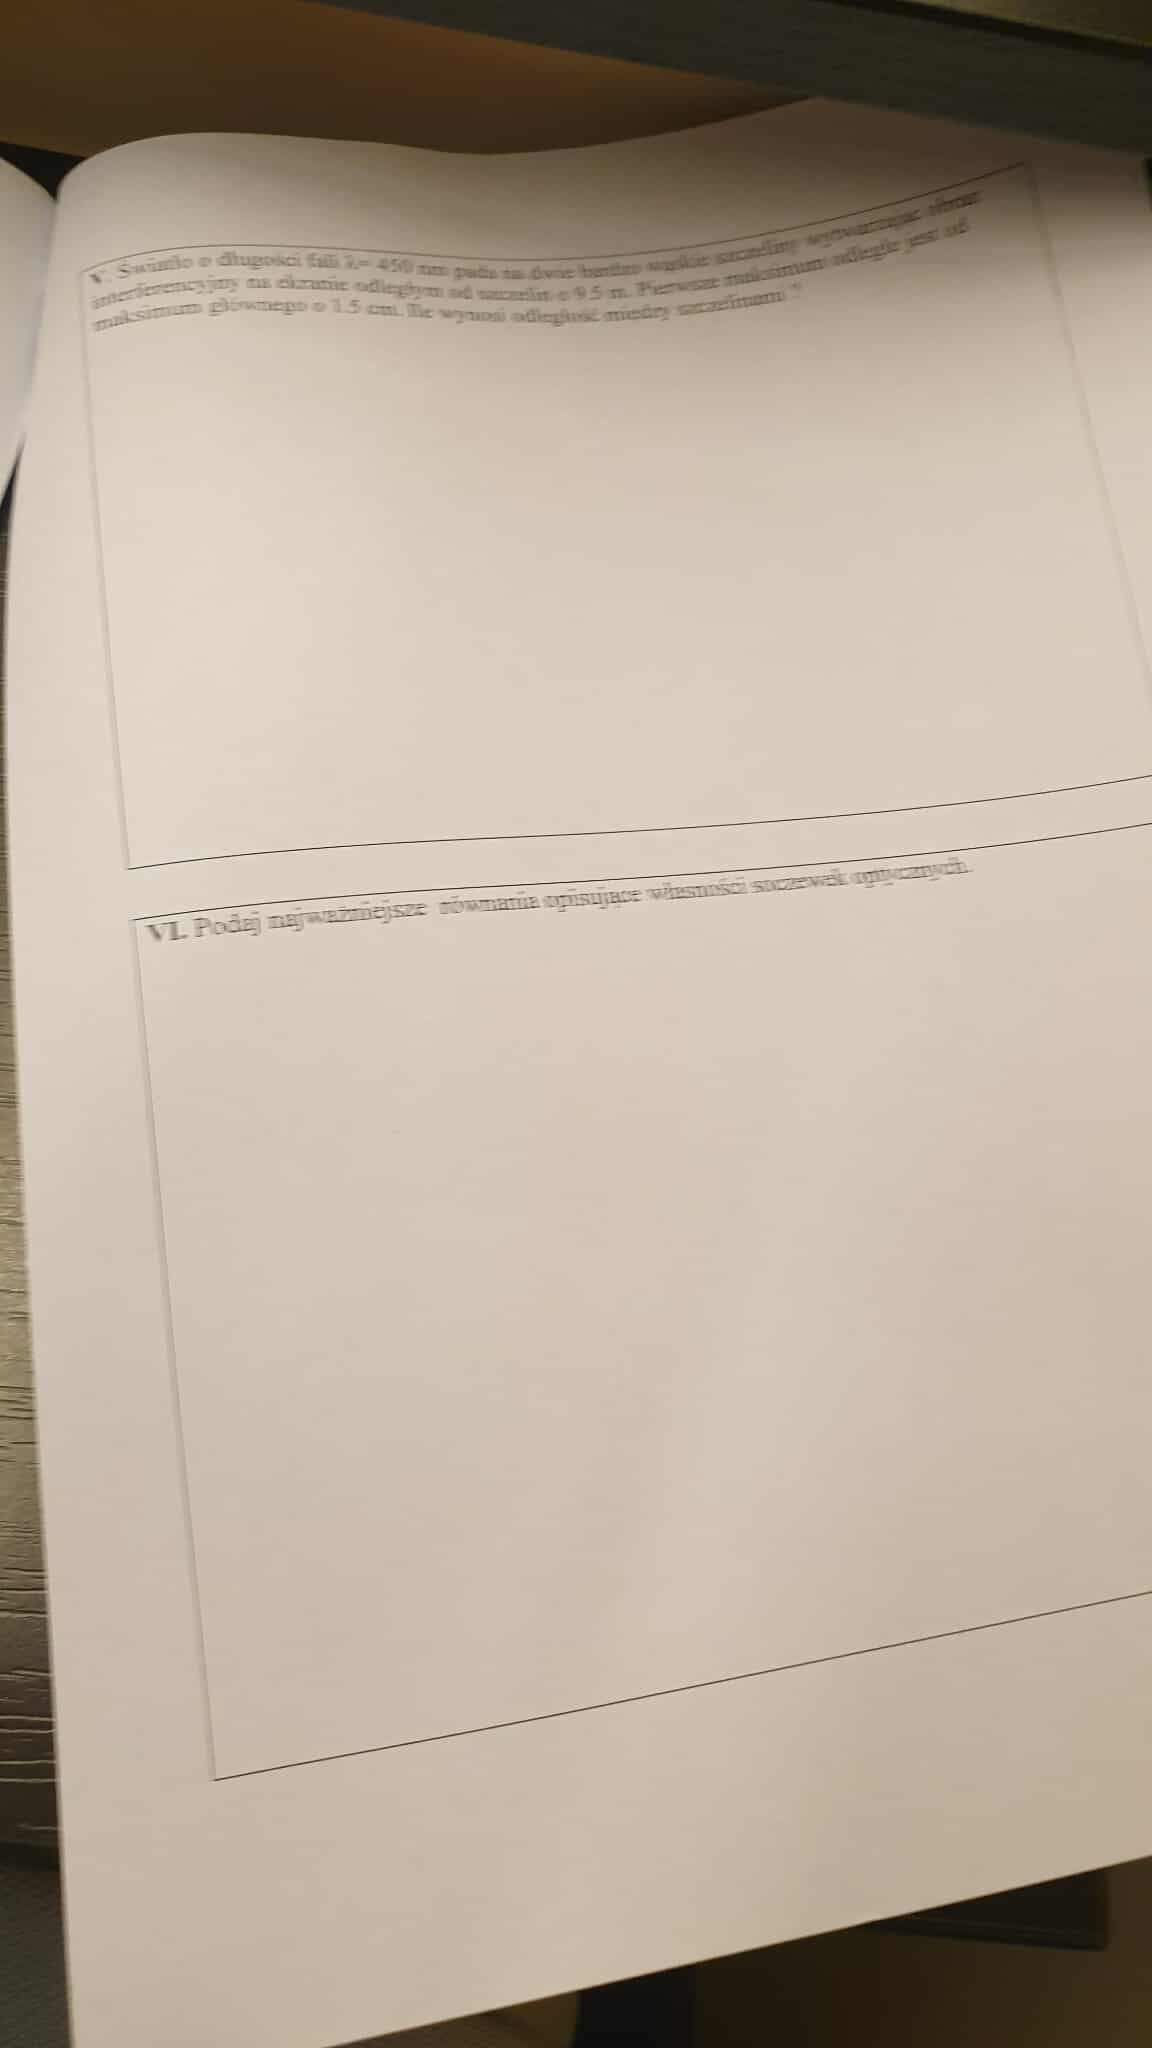 V. Światło o długości fali λ= 450 nm pada na dwie bardzo wąskie szczeliny wytwarzając obraz
interferencyjny na ekranie odległym od szczelin o 9.5 m. Pierwsze maksimum odległe jest od
maksimum głównego o 1.5 cm. Ile wynosi odległość między szczelinami ?
VI. Podaj najważniejsze równania opisujące własności soczewek optycznych.